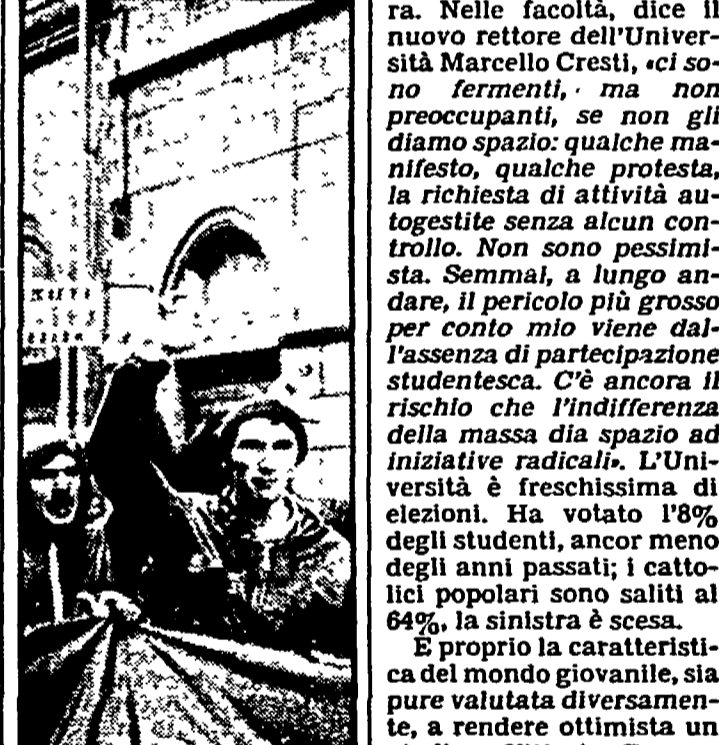 ra. Nelle facoltà, dice il
nuovo rettore dell'Univer-
sità Marcello Cresti, «ci so-
no fermenti, ma non
preoccupanti, se non gli
diamo spazio: qualche ma-
nifesto, qualche protesta,
la richiesta di attività au-
togestite senza alcun con-
trollo. Non sono pessimi-
sta. Semmai, a lungo an-
dare, il pericolo più grosso
per conto mio viene dal-
l'assenza di partecipazione
studentesca. C'è ancora il
rischio che l'indifferenza
della massa dia spazio ad
iniziative radicali». L'Uni-
versità è freschissima di
elezioni. Ha votato l'8%
degli studenti, ancor meno
degli anni passati; i catto-
lici popolari sono saliti al
64%, la sinistra è scesa.
E proprio la caratteristi-
ca del mondo giovanile, sia
pure valutata diversamen-
te, a rendere ottimista un